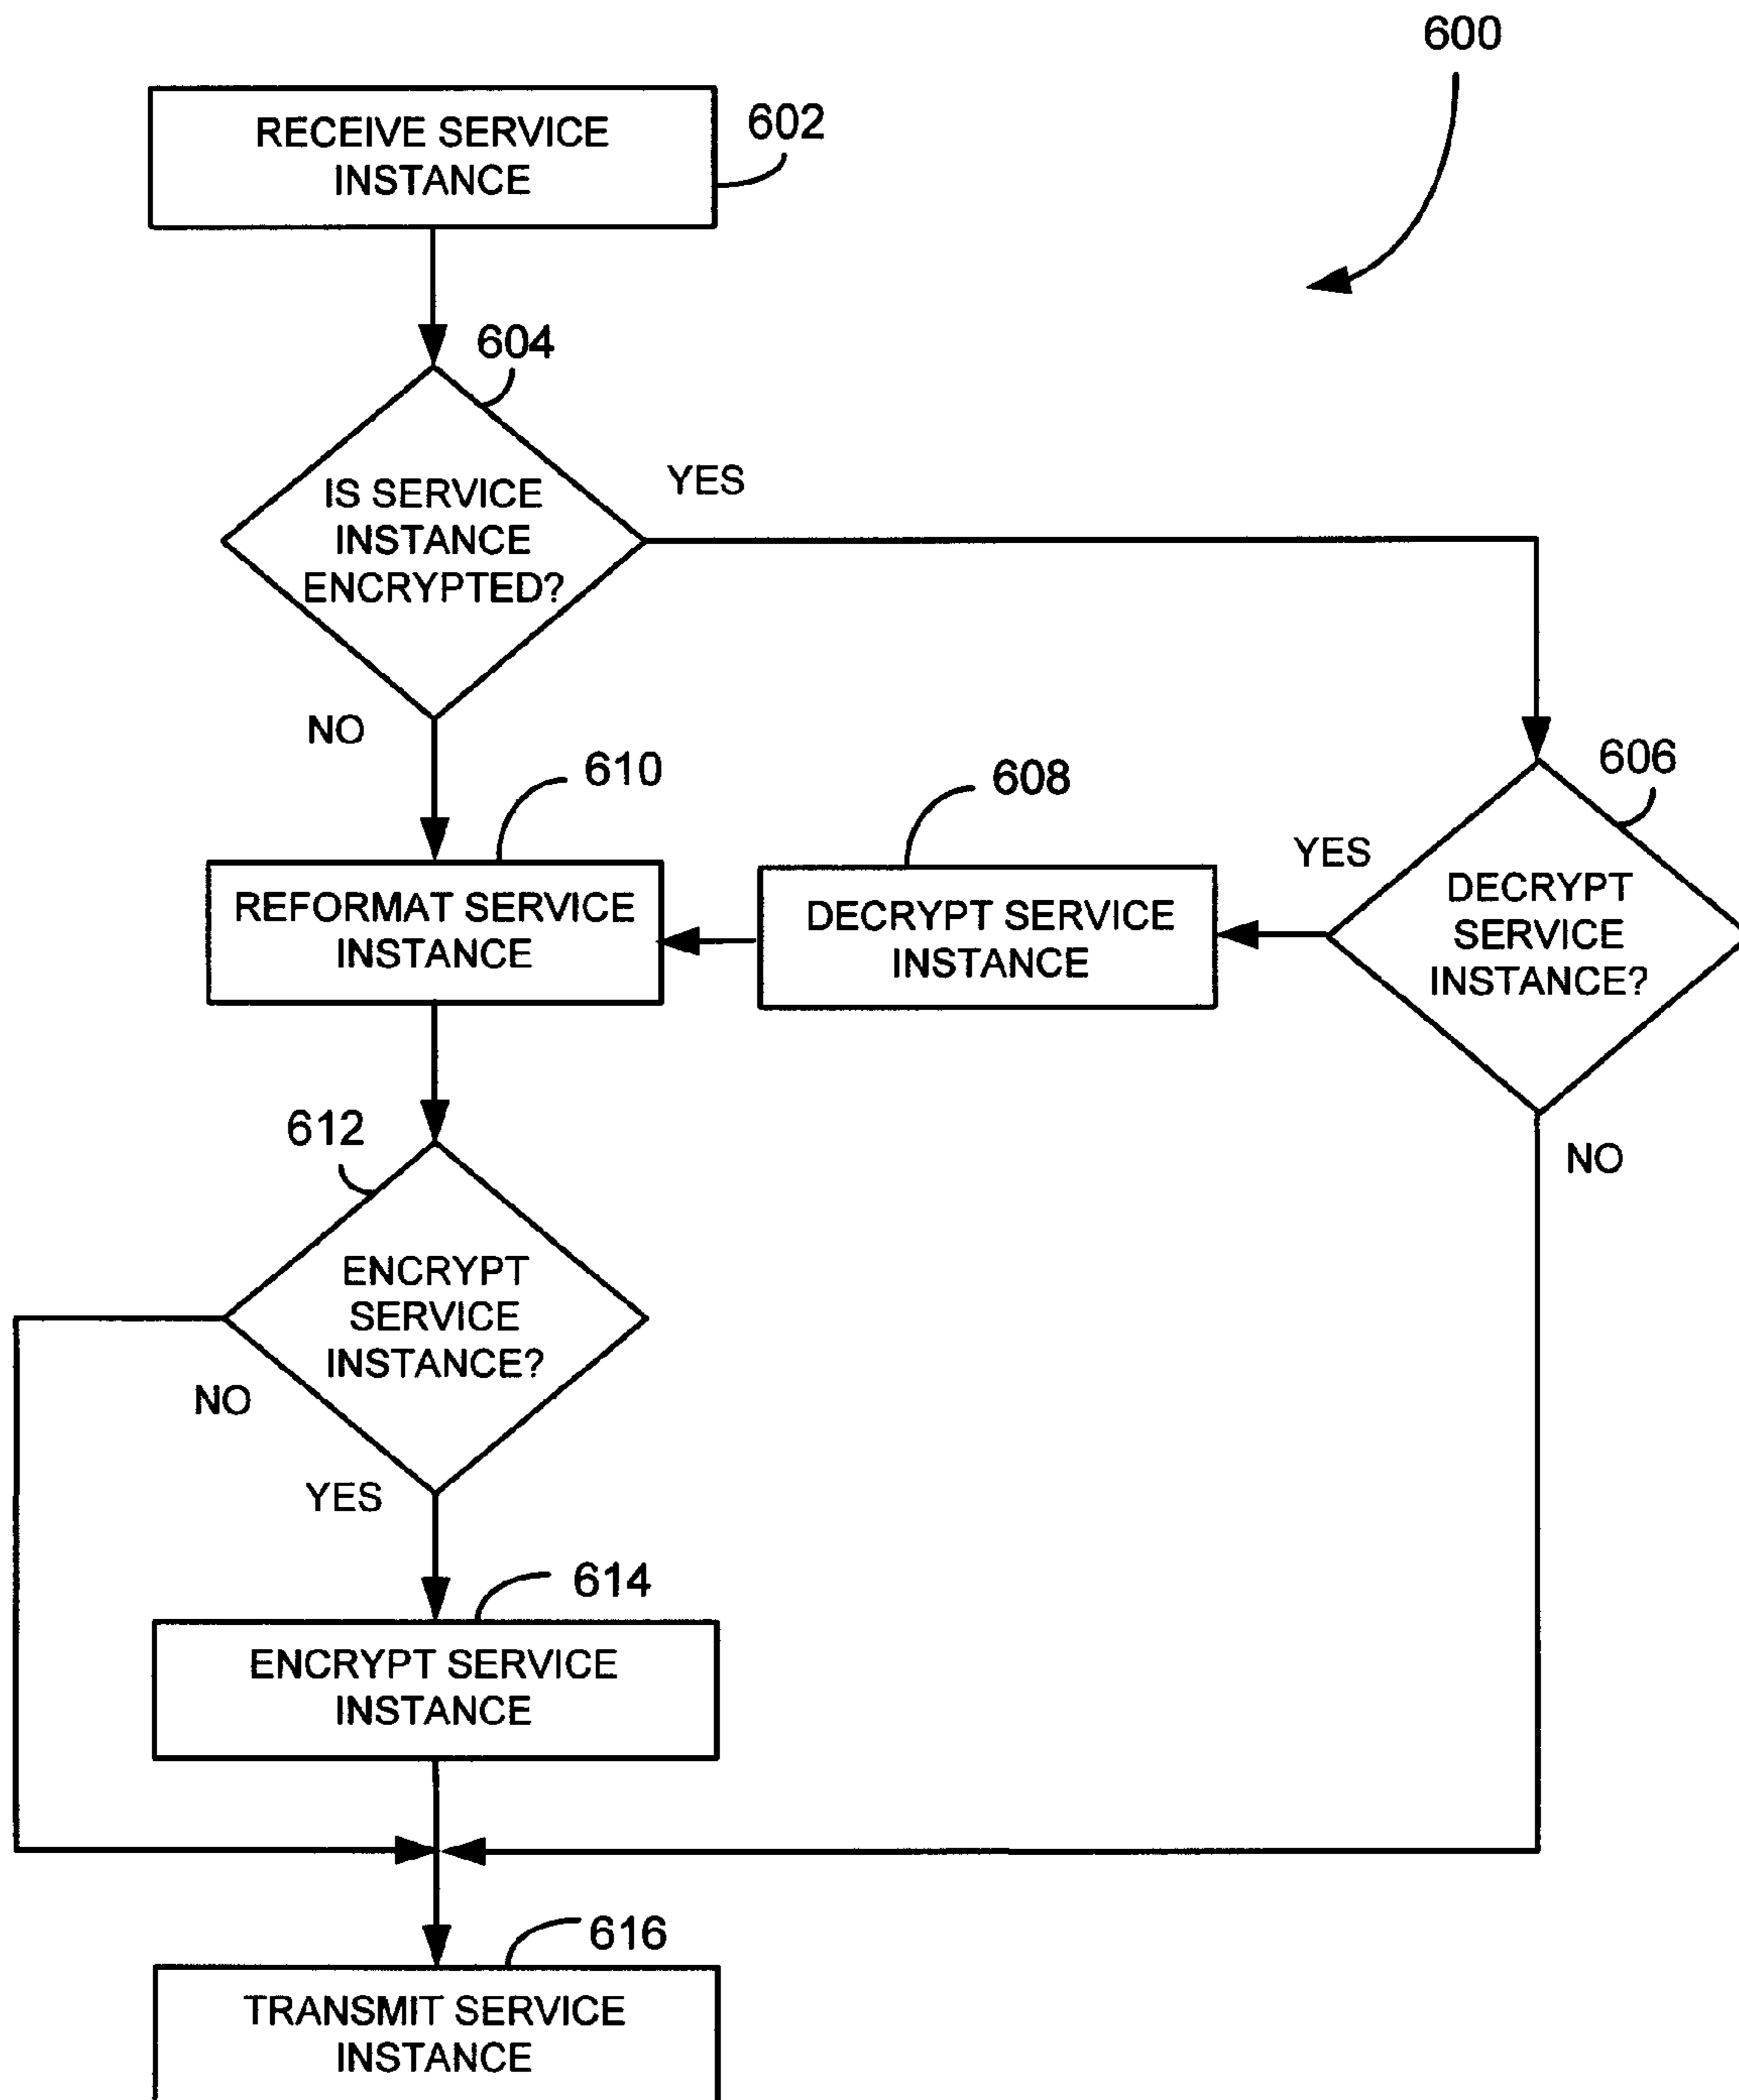 600
RECEIVE SERVICE
INSTANCE
602
604
IS SERVICE
INSTANCE
ENCRYPTED?
YES
NO
610
608
606
YES
REFORMAT SERVICE
INSTANCE
DECRYPT SERVICE
INSTANCE
DECRYPT
SERVICE
INSTANCE?
NO
612
ENCRYPT
SERVICE
INSTANCE?
NO
YES
614
ENCRYPT SERVICE
INSTANCE
616
TRANSMIT SERVICE
INSTANCE